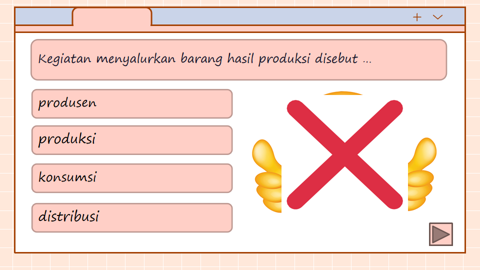 Kegiatan menyalurkan barang hasil produksi disebut ...
produsen
produksi
konsumsi
distribusi